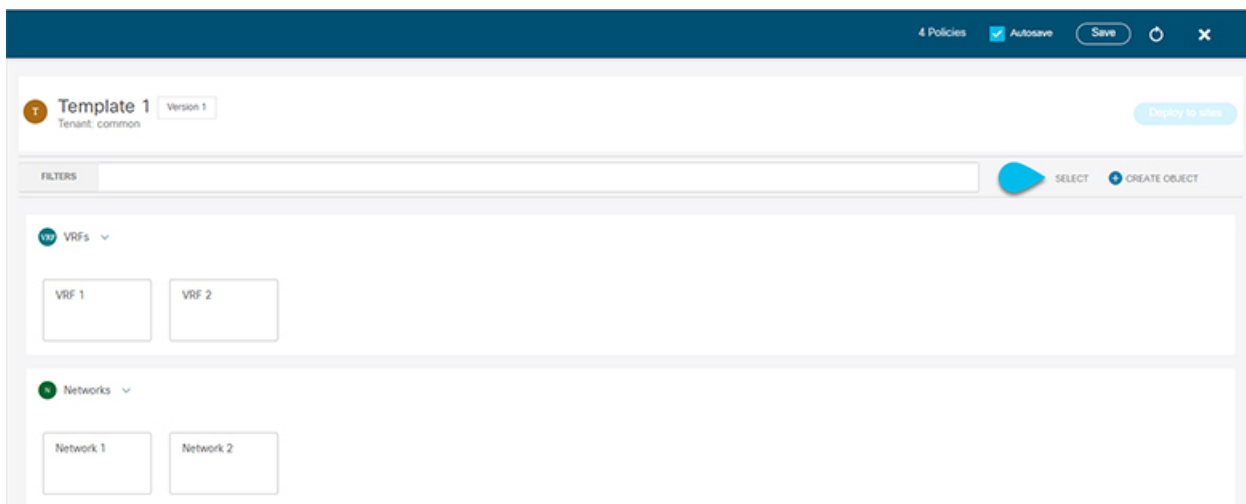 4 Policies Autosave Save
T Template 1 Version 1
Tenant: common
Deploy to sites
FILTERS SELECT CREATE OBJECT
VRF VRFs
VRF 1 VRF 2
N Networks
Network 1 Network 2